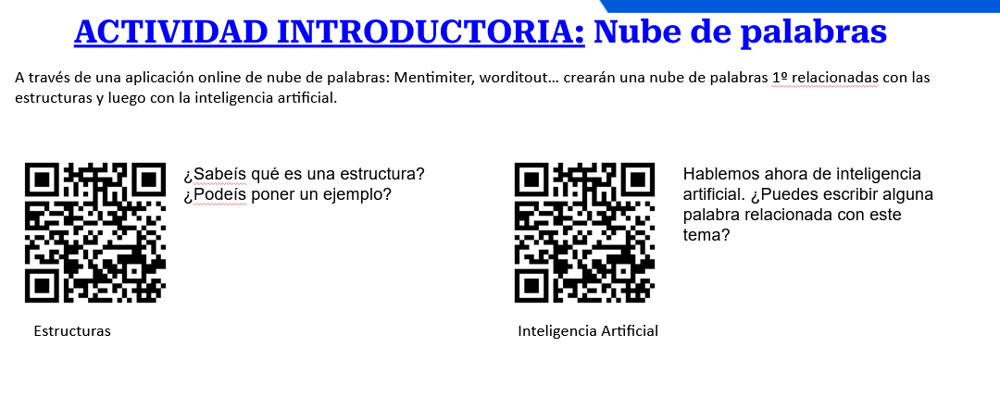 ACTIVIDAD INTRODUCTORIA: Nube de palabras
A través de una aplicación online de nube de palabras: Mentimiter, worditout... crearán una nube de palabras 1º relacionadas con las
estructuras y luego con la inteligencia artificial.
¿Sabeís qué es una estructura?
¿Podeís poner un ejemplo?
Estructuras
Hablemos ahora de inteligencia
artificial. ¿Puedes escribir alguna
palabra relacionada con este
tema?
Inteligencia Artificial